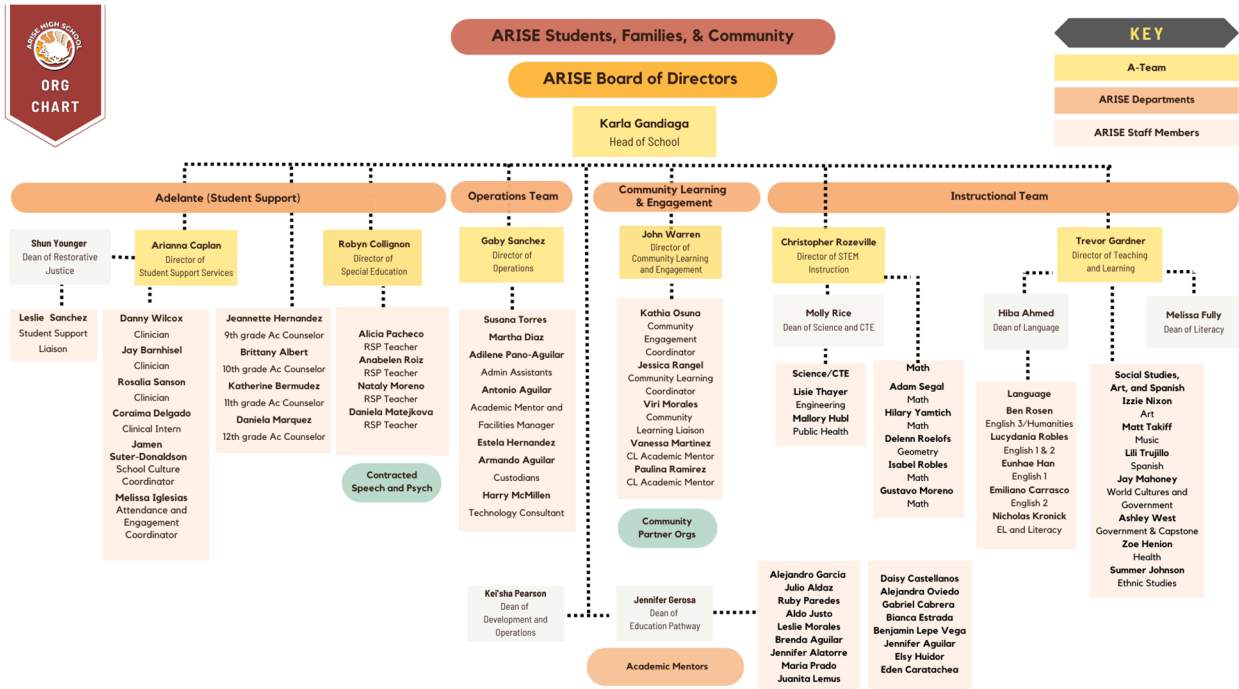 ARISE HIGH SCHOOL
ORG
CHART
ARISE Students, Families, & Community
ARISE Board of Directors
Karla Gandiaga
Head of School
KEY
A-Team
ARISE Departments
ARISE Staff Members
Adelante (Student Support)
Operations Team
Community Learning
& Engagement
Instructional Team
Shun Younger
Dean of Restorative
Justice
Arianna Caplan
Director of
Student Support Services
Robyn Collignon
Director of
Special Education
Gaby Sanchez
Director of
Operations
John Warren
Director of
Community Learning
and Engagement
Christopher Rozeville
Director of STEM
Instruction
Trevor Gardner
Director of Teaching
and Learning
Molly Rice
Dean of Science and CTE
Hiba Ahmed
Dean of Language
Melissa Fully
Dean of Literacy
Leslie Sanchez
Student Support
Liaison
Danny Wilcox
Clinician
Jay Barnhisel
Clinician
Rosalia Sanson
Clinician
Coraima Delgado
Clinical Intern
Jamen
Suter-Donaldson
School Culture
Coordinator
Melissa Iglesias
Attendance and
Engagement
Coordinator
Jeannette Hernandez
9th grade Ac Counselor
Brittany Albert
10th grade Ac Counselor
Katherine Bermudez
11th grade Ac Counselor
Daniela Marquez
12th grade Ac Counselor
Alicia Pacheco
RSP Teacher
Anabelen Roiz
RSP Teacher
Nataly Moreno
RSP Teacher
Daniela Matejkova
RSP Teacher
Contracted
Speech and Psych
Susana Torres
Martha Diaz
Adilene Pano-Aguilar
Admin Assistants
Antonio Aguilar
Academic Mentor and
Facilities Manager
Estela Hernandez
Armando Aguilar
Custodians
Harry McMillen
Technology Consultant
Kathia Osuna
Community
Engagement
Coordinator
Jessica Rangel
Community Learning
Coordinator
Viri Morales
Community
Learning Liaison
Vanessa Martinez
CL Academic Mentor
Paulina Ramirez
CL Academic Mentor
Community
Partner Orgs
Science/CTE
Lisie Thayer
Engineering
Mallory Hubl
Public Health
Math
Adam Segal
Math
Hilary Yamtich
Math
Delenn Roelofs
Geometry
Isabel Robles
Math
Gustavo Moreno
Math
Language
Ben Rosen
English 3/Humanities
Lucydania Robles
English 1 & 2
Eunhae Han
English 1
Emiliano Carrasco
English 2
Nicholas Kronick
EL and Literacy
Social Studies,
Art, and Spanish
Izzie Nixon
Art
Matt Takiff
Music
Lili Trujillo
Spanish
Jay Mahoney
World Cultures and
Government
Ashley West
Government & Capstone
Zoe Henion
Health
Summer Johnson
Ethnic Studies
Kei'sha Pearson
Dean of
Development and
Operations
Jennifer Gerosa
Dean of
Education Pathway
Academic Mentors
Alejandro Garcia
Julio Aldaz
Ruby Paredes
Aldo Justo
Leslie Morales
Brenda Aguilar
Jennifer Alatorre
Maria Prado
Juanita Lemus
Daisy Castellanos
Alejandra Oviedo
Gabriel Cabrera
Bianca Estrada
Benjamin Lepe Vega
Jennifer Aguilar
Elsy Huidor
Eden Caratachea